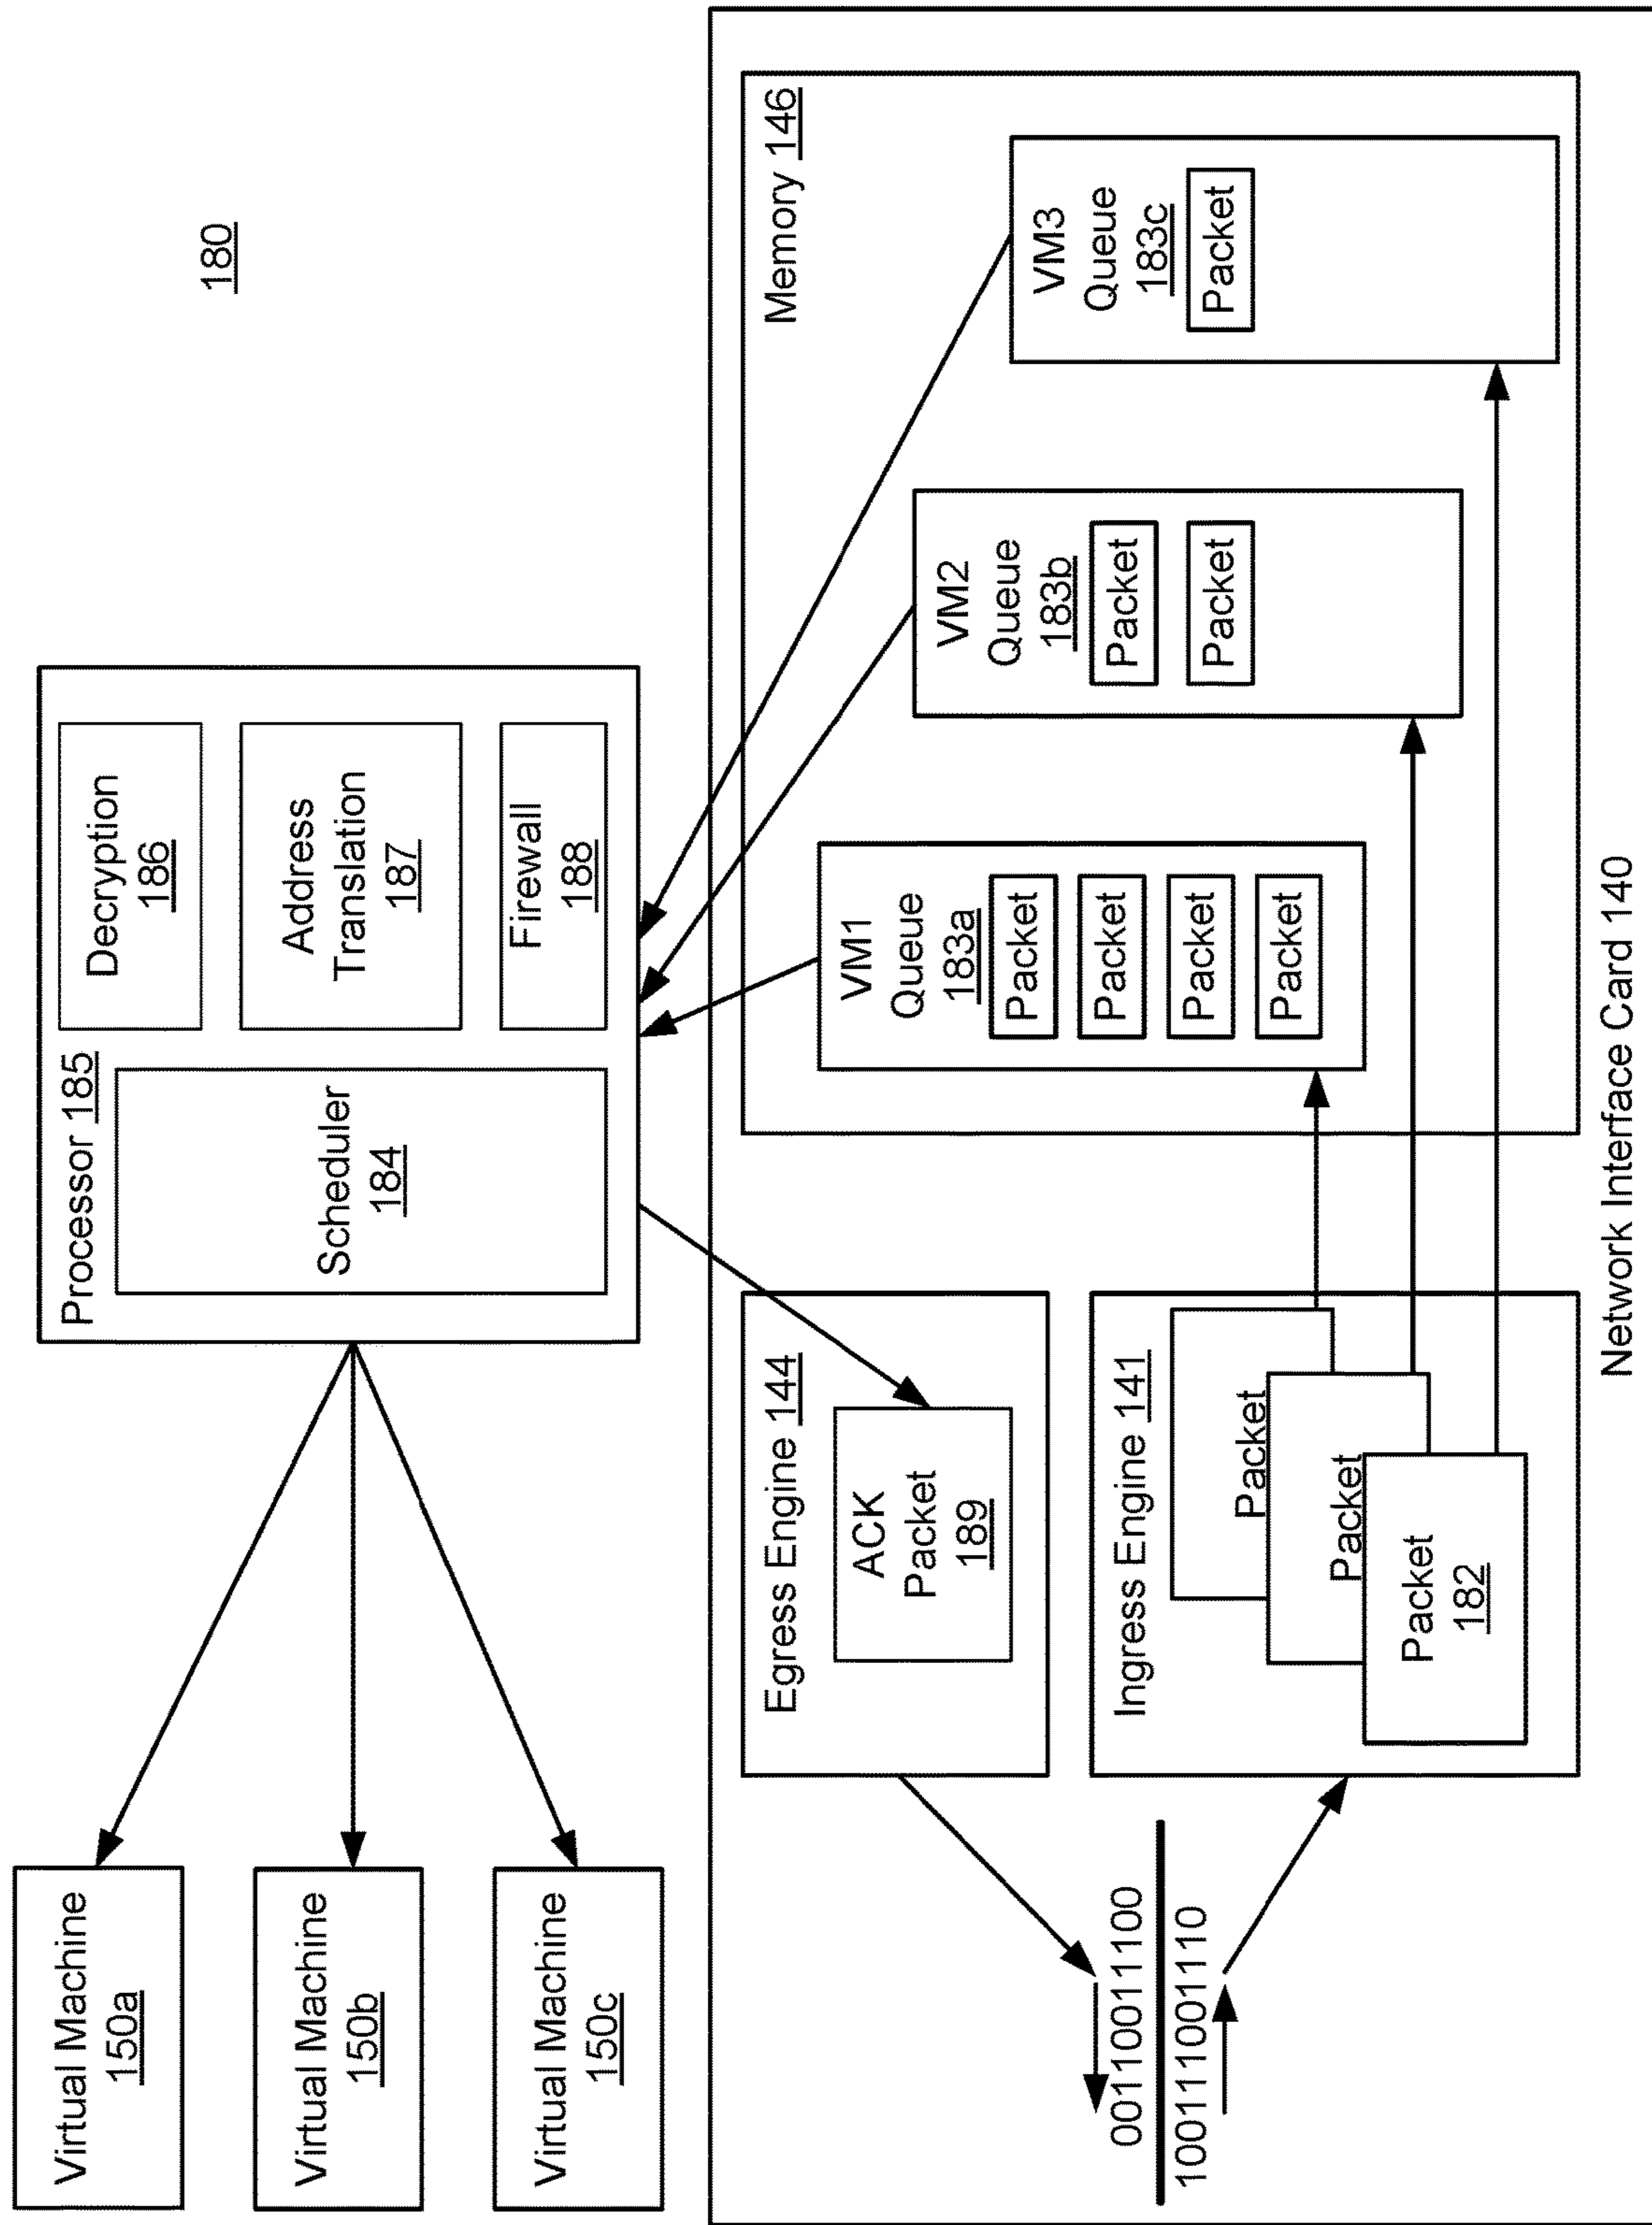 180
Virtual Machine
150a
Virtual Machine
150b
Virtual Machine
150c
Processor 185
Scheduler
184
Decryption
186
Address
Translation
187
Firewall
188
Egress Engine 144
ACK
Packet
189
Ingress Engine 141
Packet
Packet
Packet
182
001100111100
1001110011110
Memory 146
VM1
Queue
183a
Packet
Packet
Packet
Packet
VM2
Queue
183b
Packet
Packet
VM3
Queue
183c
Packet
Network Interface Card 140